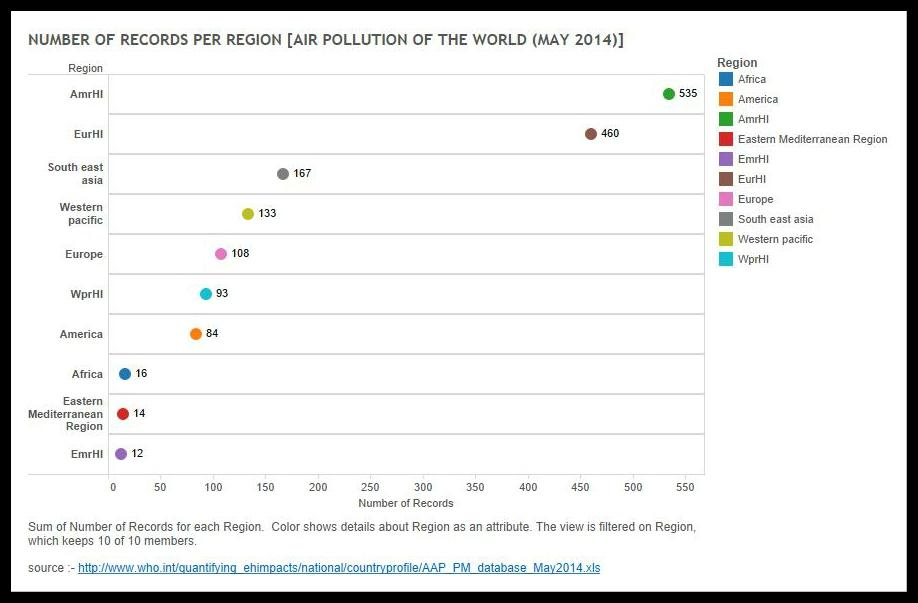 NUMBER OF RECORDS PER REGION [AIR POLLUTION OF THE WORLD (MAY 2014)]
Region
AmrHI
535
EurHI
460
South east
asia
167
Western
pacific
133
Europe
108
WprHI
93
America
84
Africa
16
Eastern
Mediterranean
Region
14
EmrHI
12
0 50 100 150 200 250 300 350 400 450 500 550
Number of Records
Region
Africa
America
AmrHI
Eastern Mediterranean Region
EmrHI
EurHI
Europe
South east asia
Western pacific
WprHI
Sum of Number of Records for each Region. Color shows details about Region as an attribute. The view is filtered on Region,
which keeps 10 of 10 members.
source :- http://www.who.int/quantifying_ehimpacts/national/countryprofile/AAP_PM_database_May2014.xls